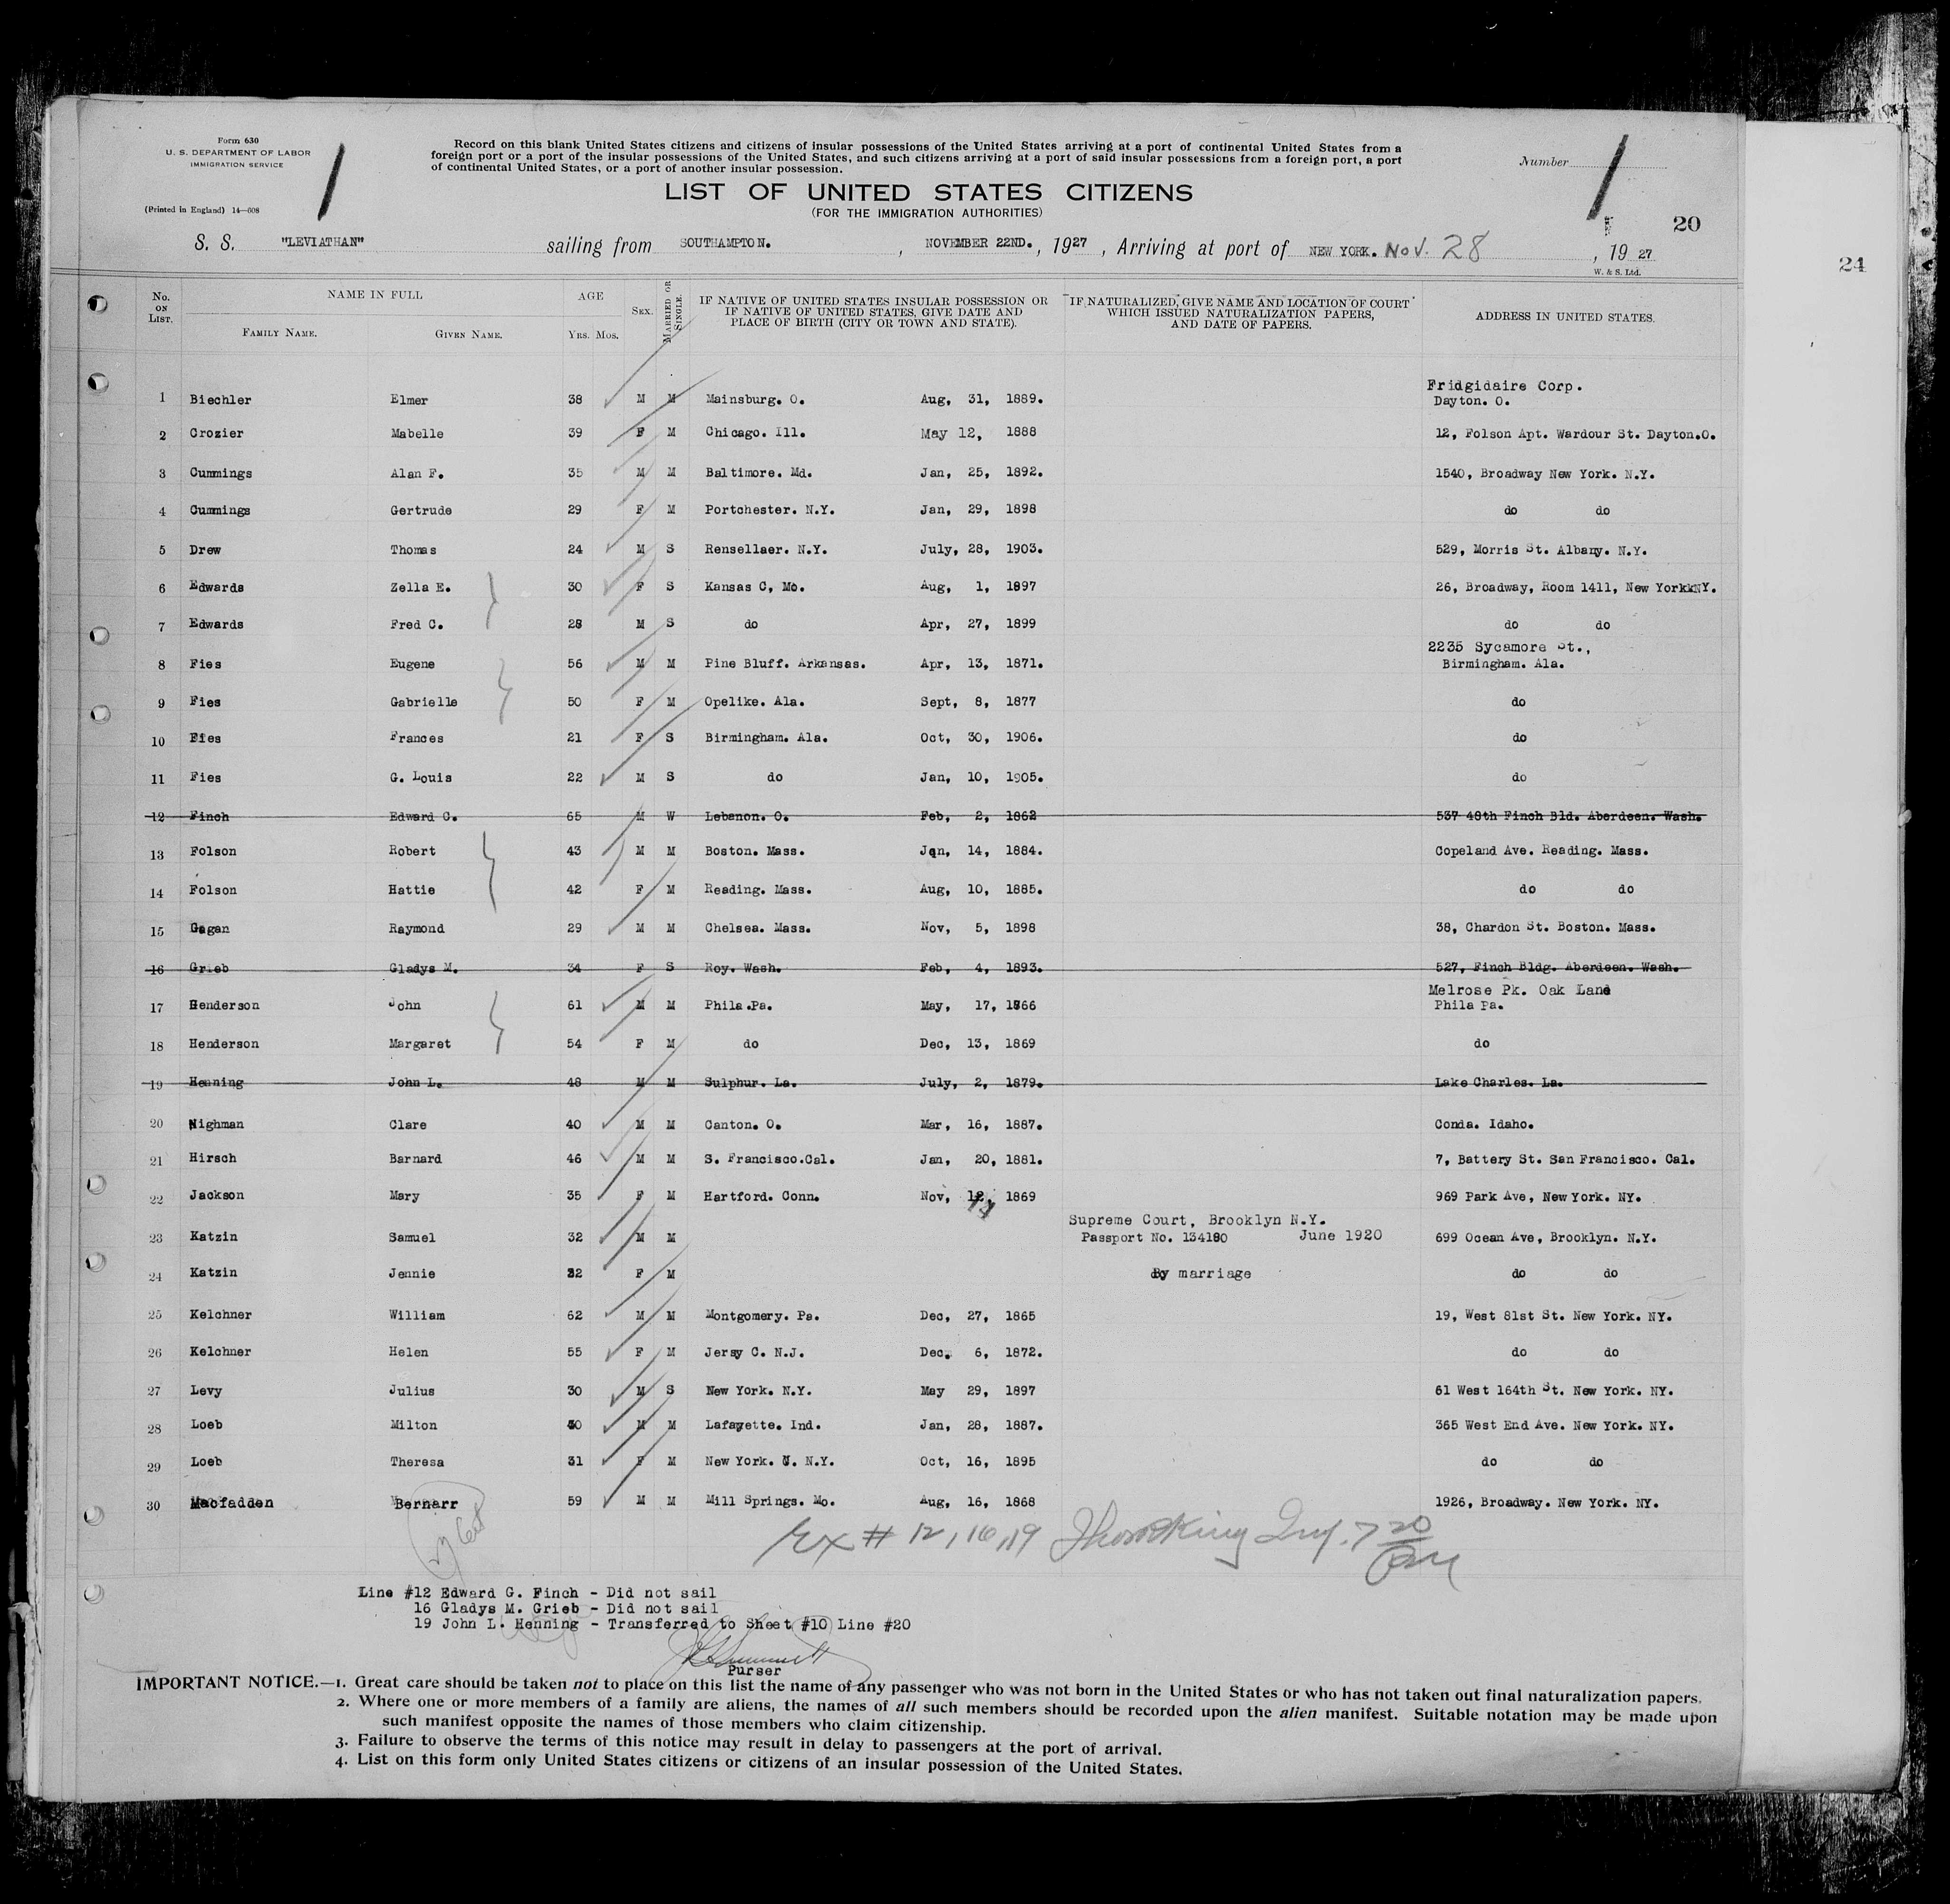 Form 630
U. S. DEPARTMENT OF LABOR
IMMIGRATION SERVICE
(Printed in England) 14—608
Record on this blank United States citizens and citizens of insular possessions of the United States arriving at a port of continental United States from a
foreign port or a port of the insular possessions of the United States, and such citizens arriving at a port of said insular possessions from a foreign port, a port
of continental United States, or a port of another insular possession.
Number 1
1
LIST OF UNITED STATES CITIZENS
(FOR THE IMMIGRATION AUTHORITIES)
20
24
S. S. "LEVIATHAN" sailing from SOUTHAMPTON. , NOVEMBER 22ND. , 1927 , Arriving at port of NEW YORK. Nov. 28 , 19 27
W. & S. Ltd.
No. ON LIST. NAME IN FULL AGE SEX. MARRIED OR SINGLE. IF NATIVE OF UNITED STATES INSULAR POSSESSION OR IF NATIVE OF UNITED STATES, GIVE DATE AND PLACE OF BIRTH (CITY OR TOWN AND STATE). IF NATURALIZED, GIVE NAME AND LOCATION OF COURT WHICH ISSUED NATURALIZATION PAPERS, AND DATE OF PAPERS. ADDRESS IN UNITED STATES.
FAMILY NAME. GIVEN NAME. YRS. MOS.
Fridgidaire Corp.
1 Biechler Elmer 38 M M Mainsburg. O. Aug, 31, 1889. Dayton. O.
2 Crozier Mabelle 39 F M Chicago. Ill. May 12, 1888 12, Folson Apt. Wardour St. Dayton.O.
3 Cummings Alan F. 35 M M Baltimore. Md. Jan, 25, 1892. 1540, Broadway New York. N.Y.
4 Cummings Gertrude 29 F M Portchester. N.Y. Jan, 29, 1898 do do
5 Drew Thomas 24 M S Rensellaer. N.Y. July, 28, 1903. 529, Morris St. Albany. N.Y.
6 Edwards Zella E. 30 F S Kansas C, Mo. Aug, 1, 1897 26, Broadway, Room 1411, New York NY.
7 Edwards Fred C. 28 M S do Apr, 27, 1899 do do
2235 Sycamore St.,
8 Fies Eugene 56 M M Pine Bluff. Arkansas. Apr, 13, 1871. Birmingham. Ala.
9 Fies Gabrielle 50 F M Opelike. Ala. Sept, 8, 1877 do
10 Fies Frances 21 F S Birmingham. Ala. Oct, 30, 1906. do
11 Fies G. Louis 22 M S do Jan, 10, 1905. do
12 Finch Edward C. 65 M W Lebanon. O. Feb, 2, 1862 537 48th Finch Bld. Aberdeen. Wash.
13 Folson Robert 43 M M Boston. Mass. Jan, 14, 1884. Copeland Ave. Reading. Mass.
14 Folson Hattie 42 F M Reading. Mass. Aug, 10, 1885. do do
15 Gagan Raymond 29 M M Chelsea. Mass. Nov, 5, 1898 38, Chardon St. Boston. Mass.
16 Grieb Gladys M. 34 F S Roy. Wash. Feb, 4, 1893. 527, Finch Bldg. Aberdeen. Wash.
Melrose Pk. Oak Lane
17 Henderson John 61 M M Phila.Pa. May, 17, 1866 Phila Pa.
18 Henderson Margaret 54 F M do Dec, 13, 1869 do
19 Henning John L. 48 M M Sulphur. La. July, 2, 1879. Lake Charles. La.
20 Nighman Clare 40 M M Canton. O. Mar, 16, 1887. Conda. Idaho.
21 Hirsch Barnard 46 M M S. Francisco.Cal. Jan, 20, 1881. 7, Battery St. San Francisco. Cal.
22 Jackson Mary 35 F M Hartford. Conn. Nov, 12, 1869 969 Park Ave, New York. NY.
Supreme Court, Brooklyn N.Y.
23 Katzin Samuel 32 M M Passport No. 134180 June 1920 699 Ocean Ave, Brooklyn. N.Y.
24 Katzin Jennie 32 F M By marriage do do
25 Kelchner William 62 M M Montgomery. Pa. Dec, 27, 1865 19, West 81st St. New York. NY.
26 Kelchner Helen 55 F M Jersy C. N.J. Dec. 6, 1872. do do
27 Levy Julius 30 M S New York. N.Y. May 29, 1897 61 West 164th St. New York. NY.
28 Loeb Milton 40 M M Lafayette. Ind. Jan, 28, 1887. 365 West End Ave. New York. NY.
29 Loeb Theresa 31 F M New York. C. N.Y. Oct, 16, 1895 do do
30 Macfadden Bernarr 59 M M Mill Springs. Mo. Aug, 16, 1868 1926, Broadway. New York. NY.
Ex # 12, 16, 19
Line #12 Edward G. Finch - Did not sail
16 Gladys M. Grieb - Did not sail
19 John L. Henning - Transferred to Sheet #10 Line #20
Purser
IMPORTANT NOTICE.—1. Great care should be taken not to place on this list the name of any passenger who was not born in the United States or who has not taken out final naturalization papers.
2. Where one or more members of a family are aliens, the names of all such members should be recorded upon the alien manifest. Suitable notation may be made upon
such manifest opposite the names of those members who claim citizenship.
3. Failure to observe the terms of this notice may result in delay to passengers at the port of arrival.
4. List on this form only United States citizens or citizens of an insular possession of the United States.